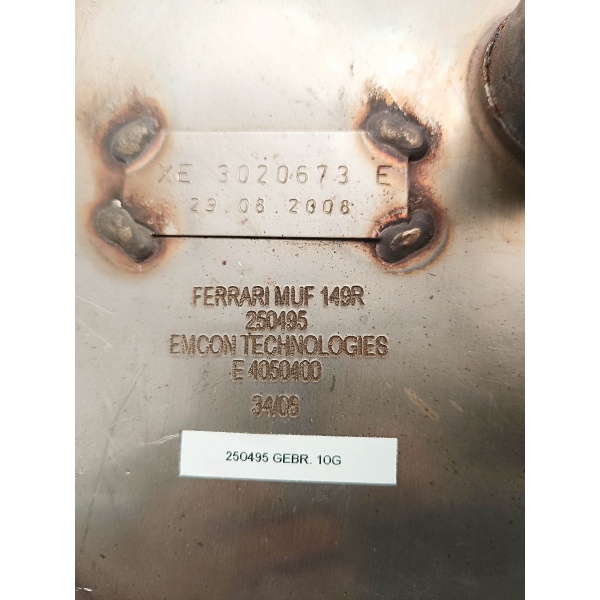 XE 3020673 E
29.08.2008
FERRARI MUF 149R
250495
EMCON TECHNOLOGIES
E 4050400
34/08
250495 GEBR. 10G